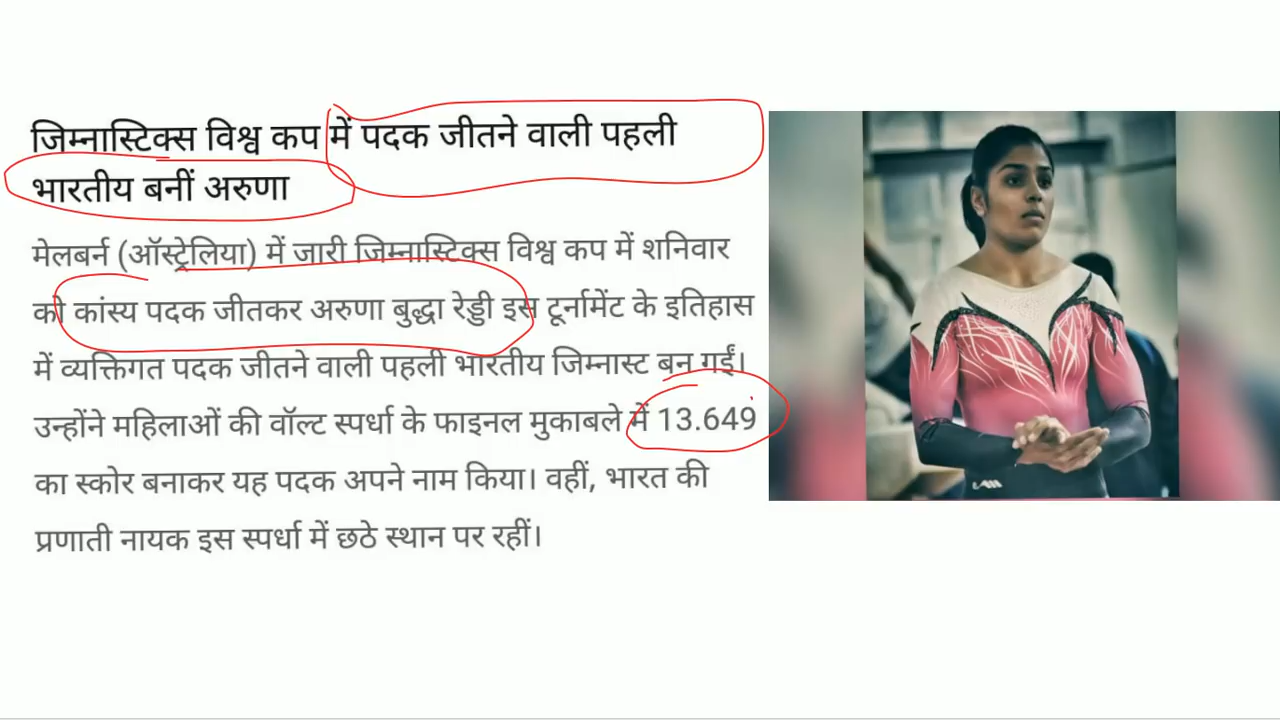 जिम्नास्टिक्स विश्व कप में पदक जीतने वाली पहली
भारतीय बनीं अरुणा
मेलबर्न (ऑस्ट्रेलिया) में जारी जिम्नास्टिक्स विश्व कप में शनिवार
को कांस्य पदक जीतकर अरुणा बुद्धा रेड्डी इस टूर्नामेंट के इतिहास
में व्यक्तिगत पदक जीतने वाली पहली भारतीय जिम्नास्ट बन गईं।
उन्होंने महिलाओं की वॉल्ट स्पर्धा के फाइनल मुकाबले में 13.649
का स्कोर बनाकर यह पदक अपने नाम किया। वहीं, भारत की
प्रणाती नायक इस स्पर्धा में छठे स्थान पर रहीं।